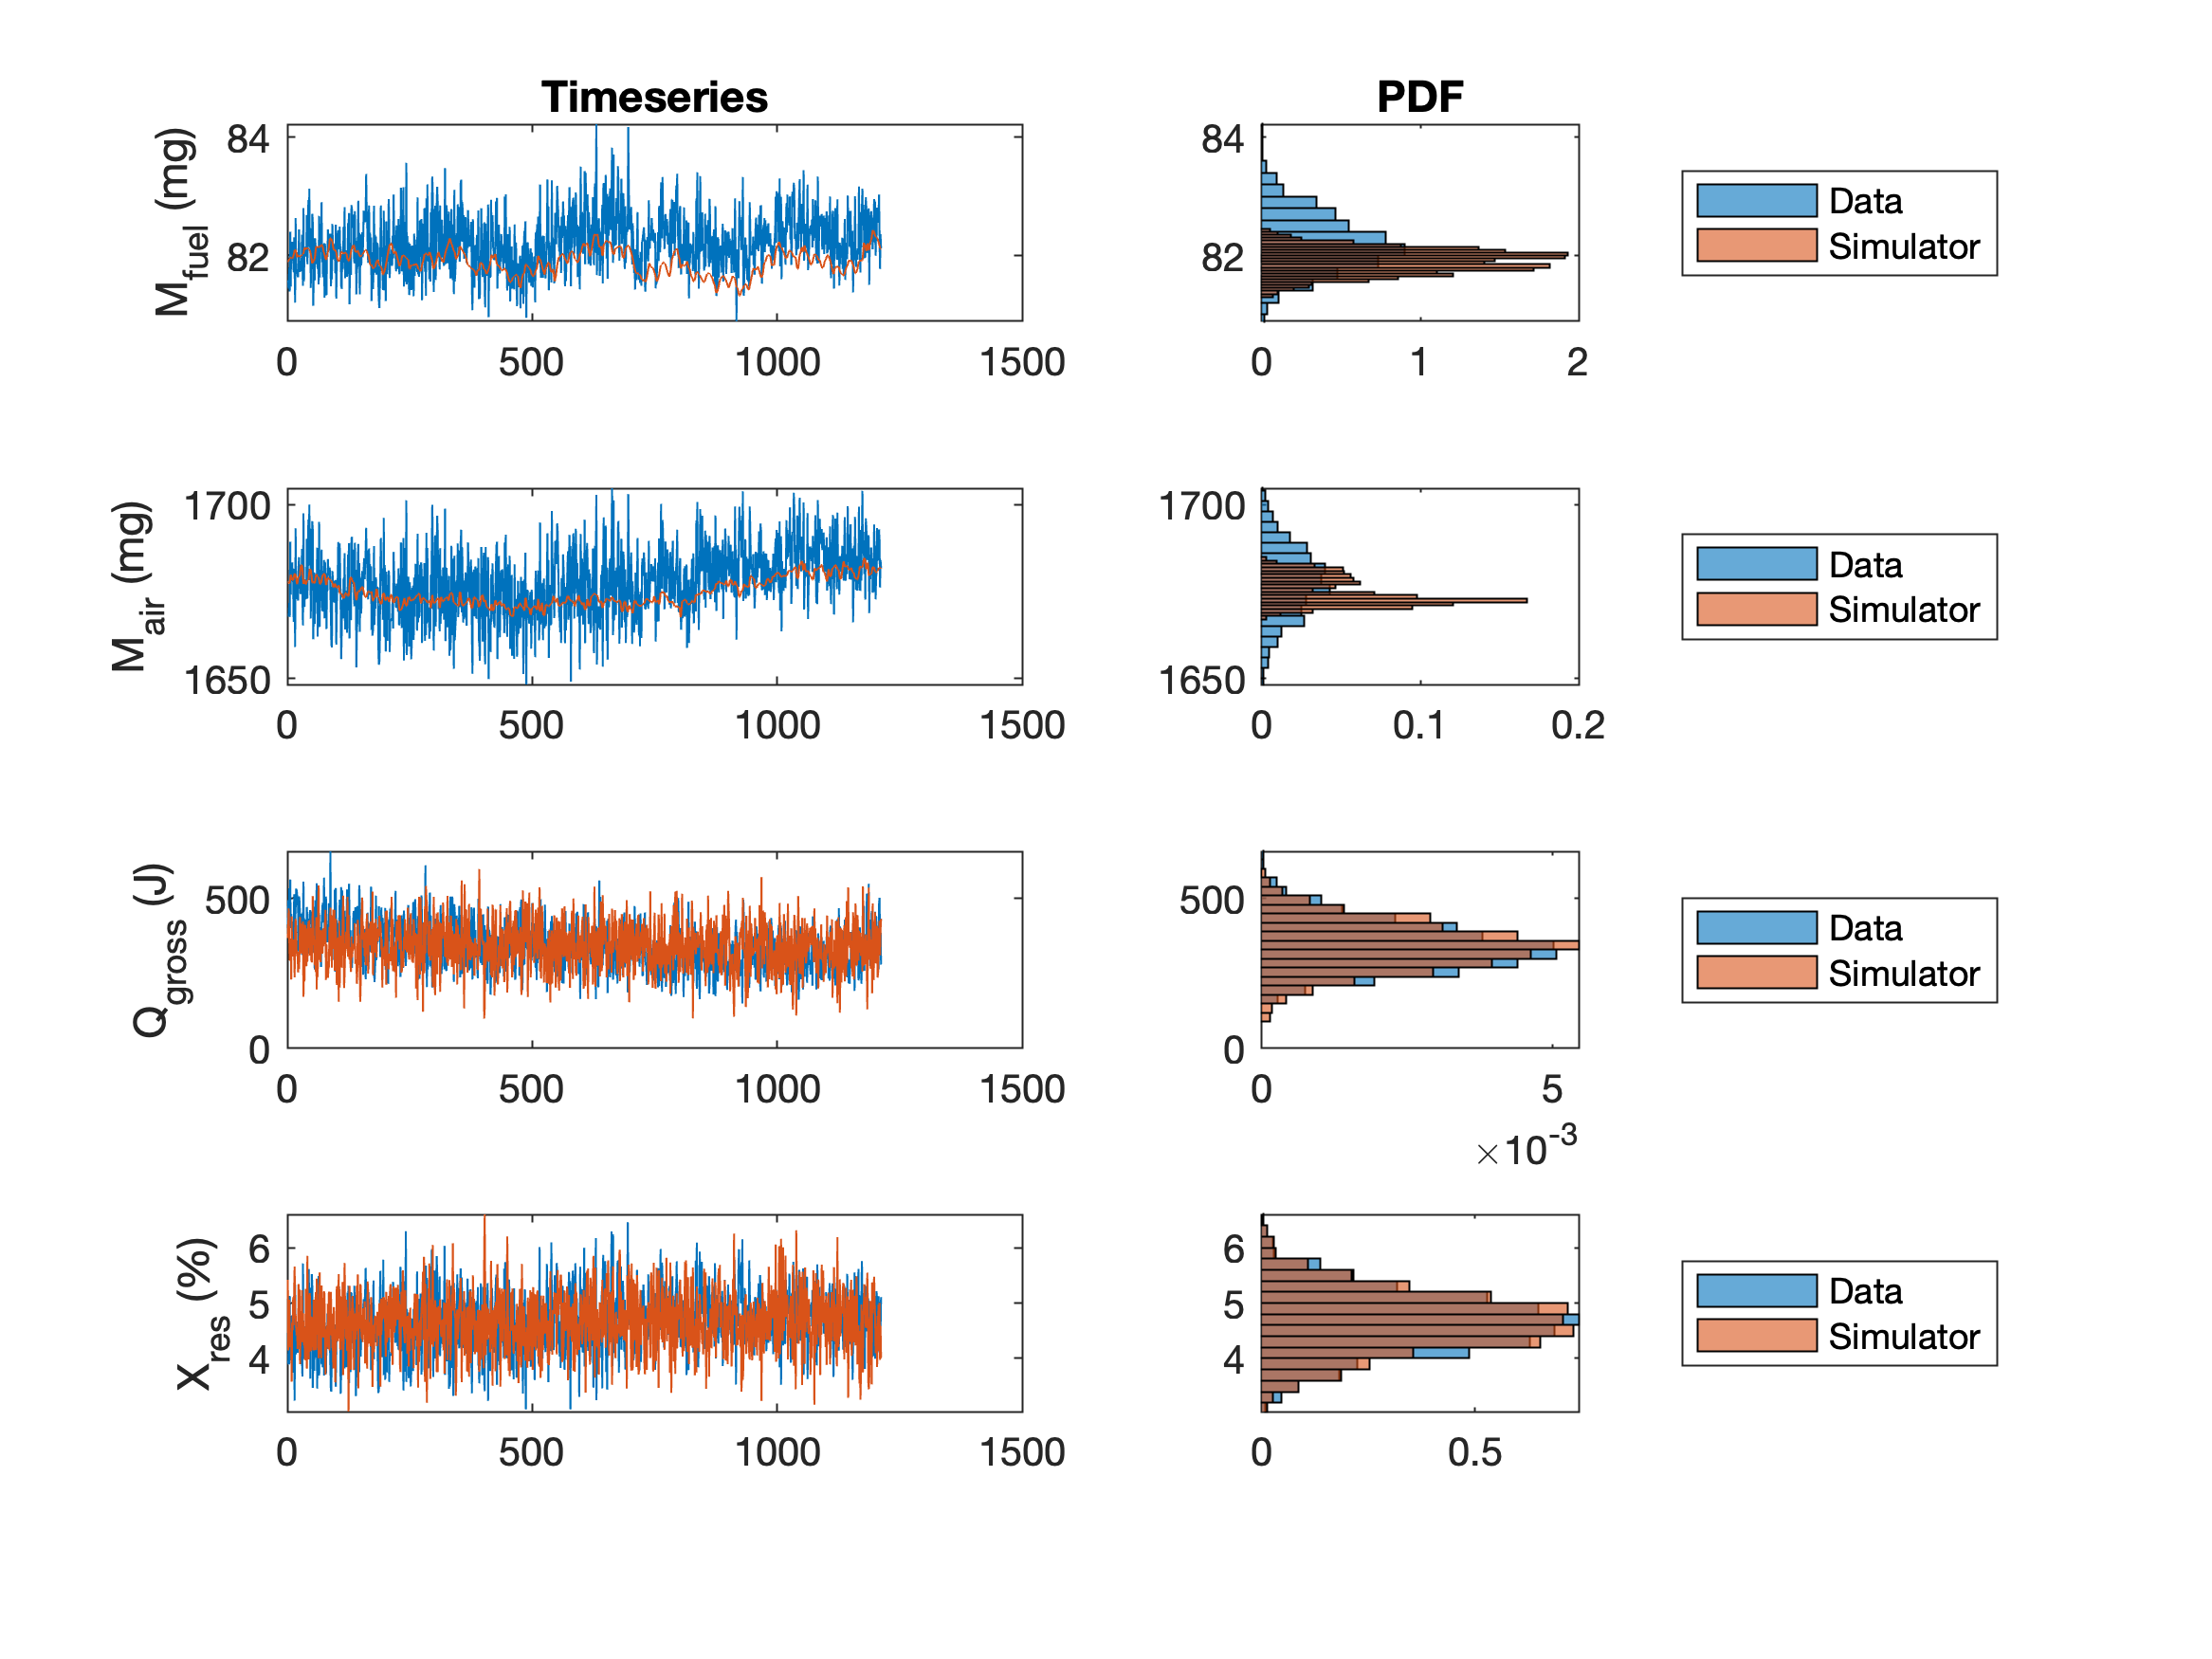 Timeseries
PDF
M_fuel (mg)
84
82
0 500 1000 1500
84
82
0 1 2
Data
Simulator
M_air (mg)
1700
1650
0 500 1000 1500
1700
1650
0 0.1 0.2
Data
Simulator
Q_gross (J)
500
0
0 500 1000 1500
500
0
0 5
×10^-3
Data
Simulator
X_res (%)
6
5
4
0 500 1000 1500
6
5
4
0 0.5
Data
Simulator